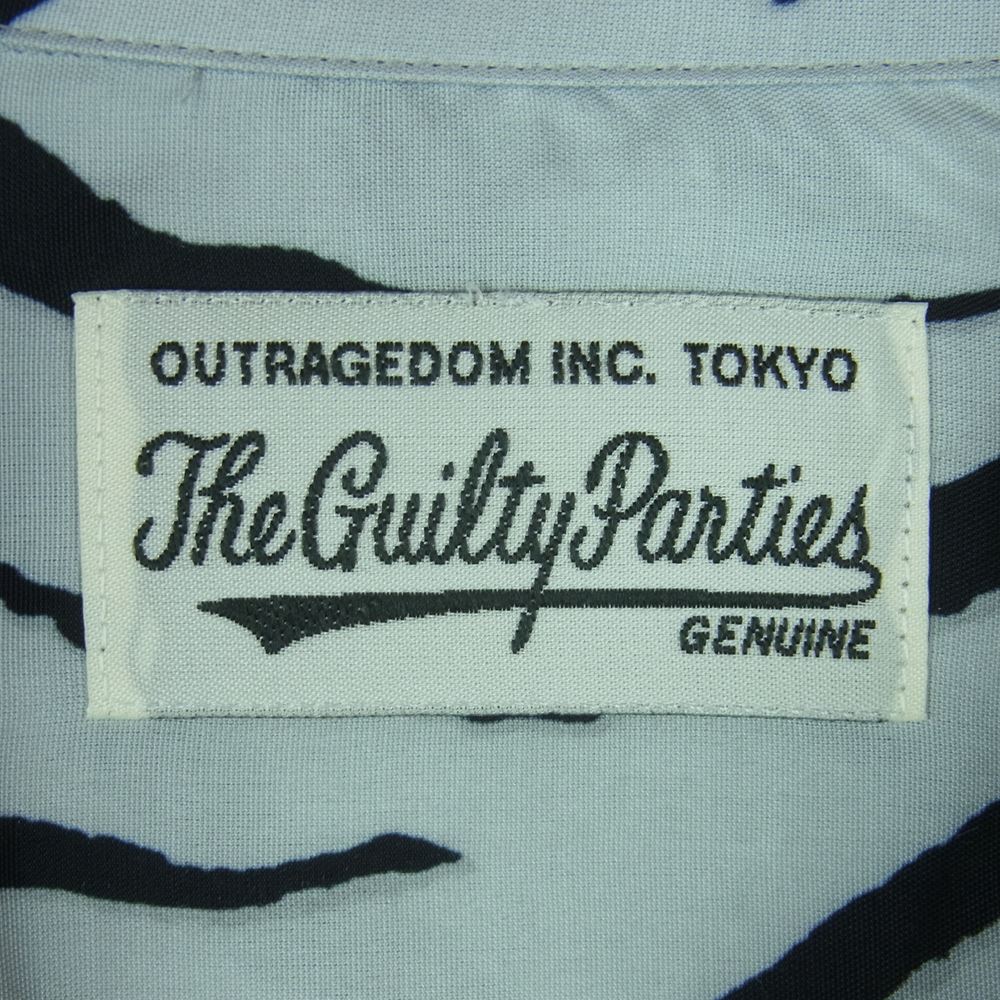 OUTRAGEDOM INC. TOKYO
The Guilty Parties
GENUINE